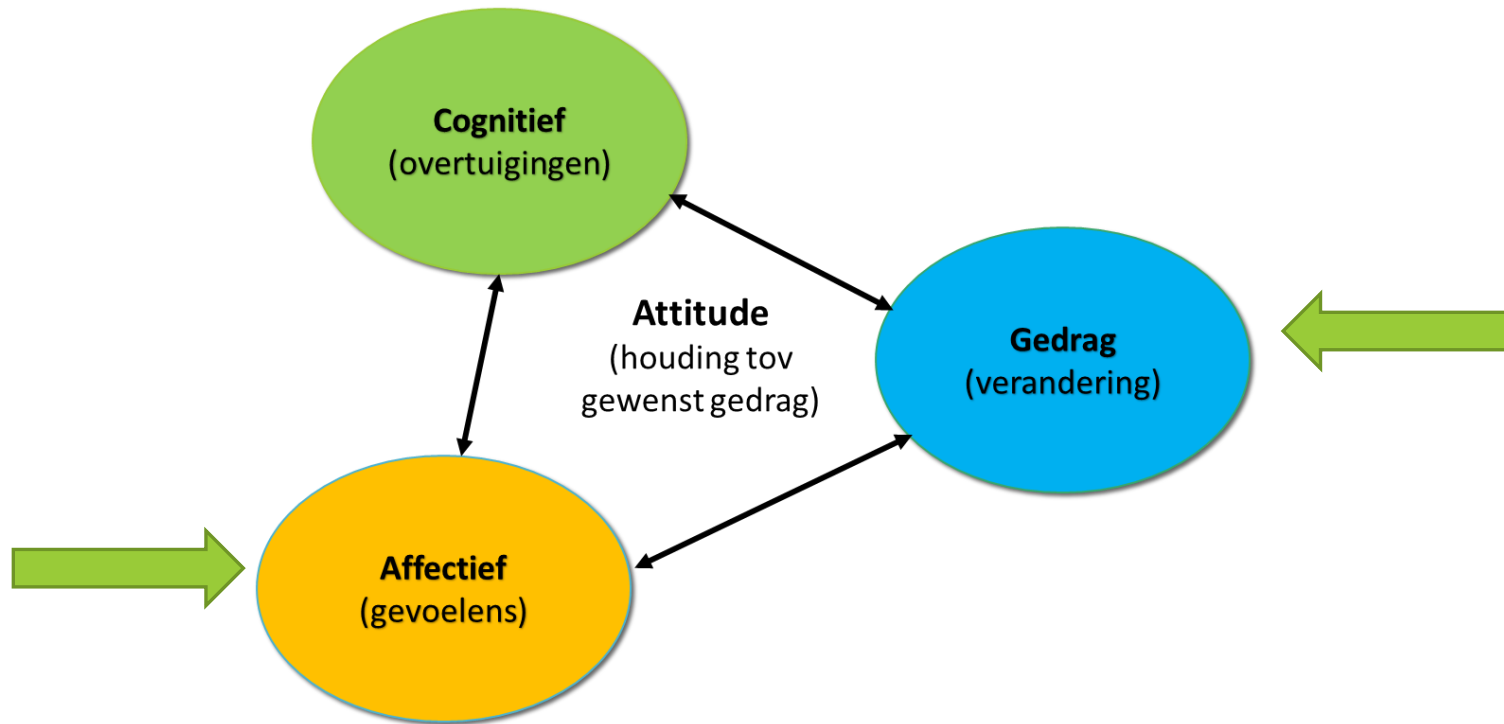 Cognitief
(overtuigingen)
Attitude
(houding tov
gewenst gedrag)
Gedrag
(verandering)
Affectief
(gevoelens)